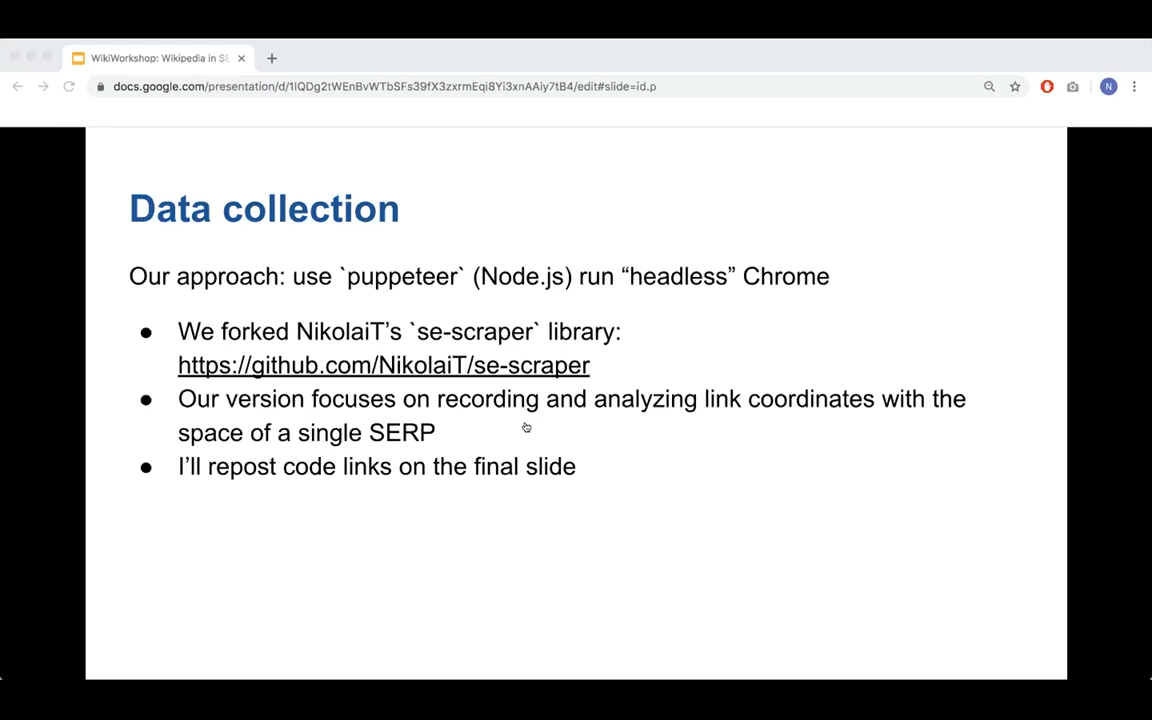 WikiWorkshop: Wikipedia in SE
docs.google.com/presentation/d/1lQDg2tWEnBvWTbSFs39fX3zxrmEqi8Yi3xnAAiy7tB4/edit#slide=id.p
N
Data collection
Our approach: use `puppeteer` (Node.js) run “headless” Chrome
● We forked NikolaiT’s `se-scraper` library:
https://github.com/NikolaiT/se-scraper
● Our version focuses on recording and analyzing link coordinates with the
space of a single SERP
● I’ll repost code links on the final slide